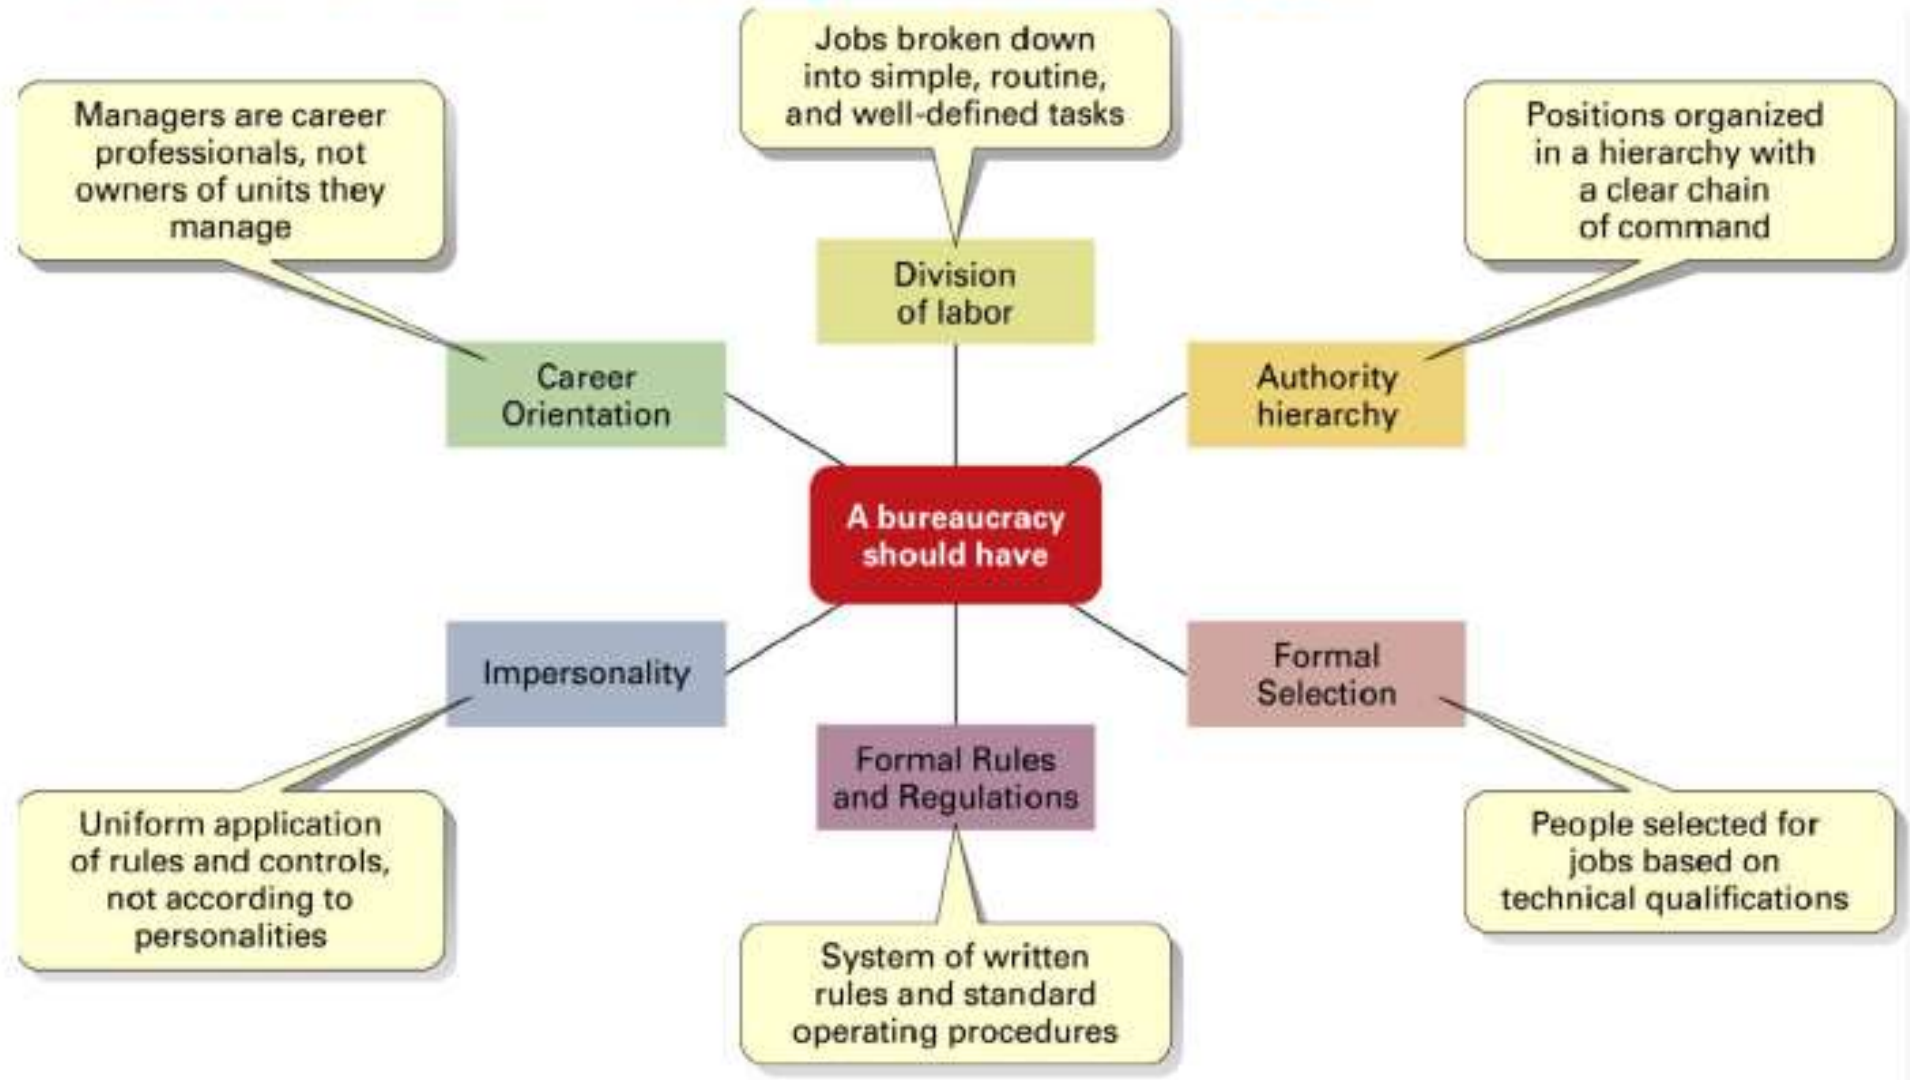 Jobs broken down
into simple, routine,
and well-defined tasks
Managers are career
professionals, not
owners of units they
manage
Positions organized
in a hierarchy with
a clear chain
of command
Division
of labor
Career
Orientation
Authority
hierarchy
A bureaucracy
should have
Impersonality
Formal
Selection
Formal Rules
and Regulations
Uniform application
of rules and controls,
not according to
personalities
People selected for
jobs based on
technical qualifications
System of written
rules and standard
operating procedures